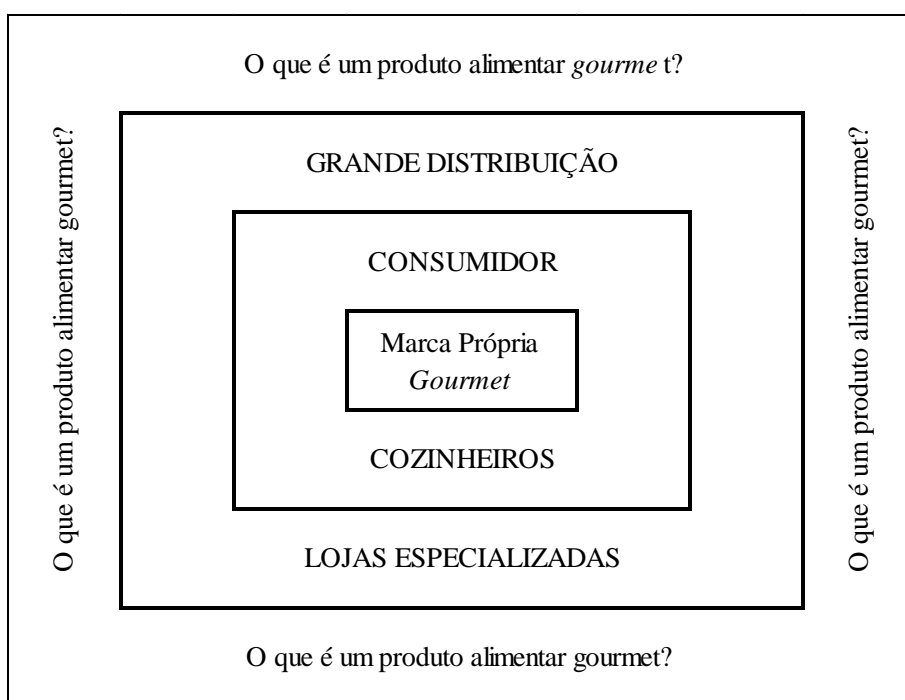 O que é um produto alimentar gourme t?
O que é um produto alimentar gourmet?
GRANDE DISTRIBUIÇÃO
CONSUMIDOR
Marca Própria
Gourmet
COZINHEIROS
LOJAS ESPECIALIZADAS
O que é um produto alimentar gourmet?
O que é um produto alimentar gourmet?